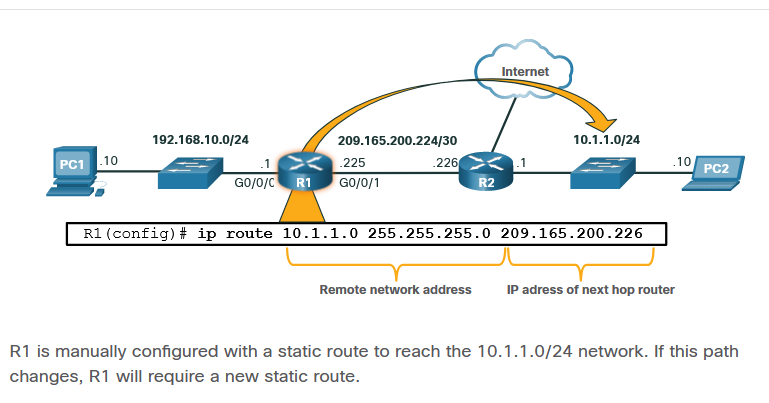 Internet
192.168.10.0/24
209.165.200.224/30
10.1.1.0/24
PC1
.10
.1
.225
.226
.1
.10
PC2
G0/0/0
R1
G0/0/1
R2
R1(config)# ip route 10.1.1.0 255.255.255.0 209.165.200.226
Remote network address
IP adress of next hop router
R1 is manually configured with a static route to reach the 10.1.1.0/24 network. If this path
changes, R1 will require a new static route.